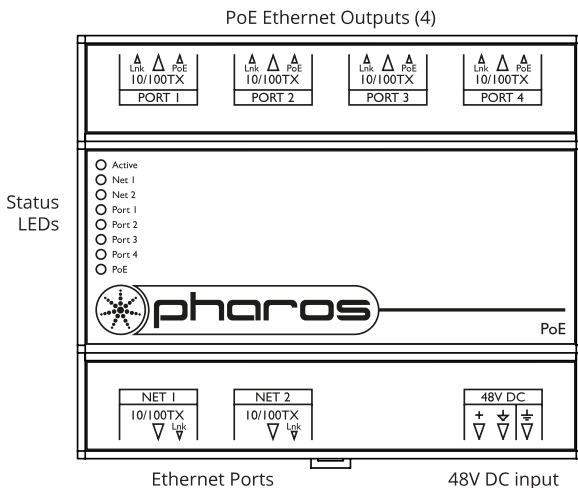 PoE Ethernet Outputs (4)
Lnk PoE Lnk PoE Lnk PoE Lnk PoE
10/100TX 10/100TX 10/100TX 10/100TX
PORT 1 PORT 2 PORT 3 PORT 4
Status
LEDs
Active
Net 1
Net 2
Port 1
Port 2
Port 3
Port 4
PoE
pharos
PoE
NET 1 NET 2 48V DC
10/100TX 10/100TX +
Lnk Lnk
Ethernet Ports 48V DC input